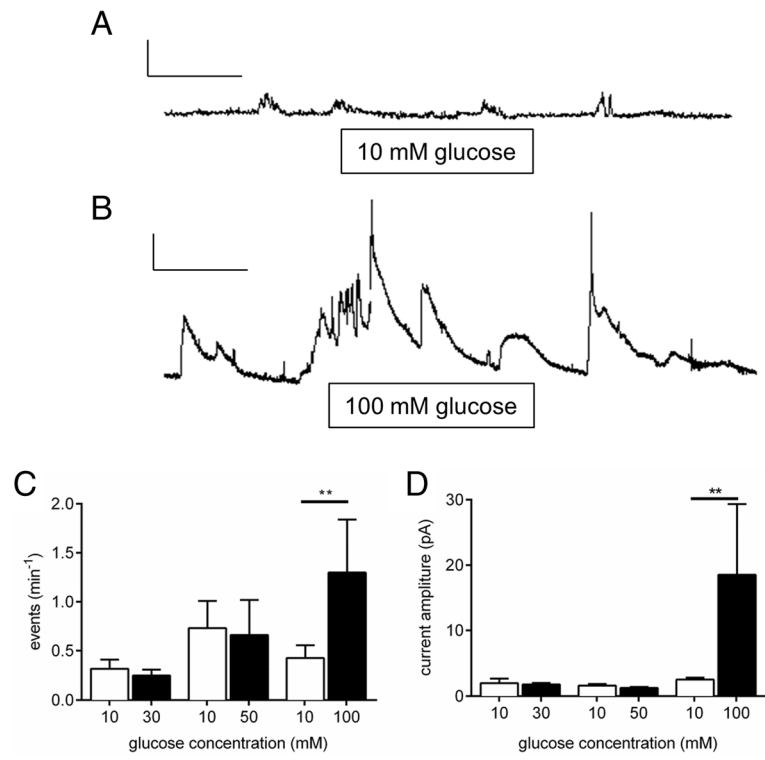 A
10 mM glucose
B
100 mM glucose
C
**
2.0
1.5
1.0
0.5
0.0
events (min-1)
10 30 10 50 10 100
glucose concentration (mM)
D
**
30
20
10
0
current ampliture (pA)
10 30 10 50 10 100
glucose concentration (mM)